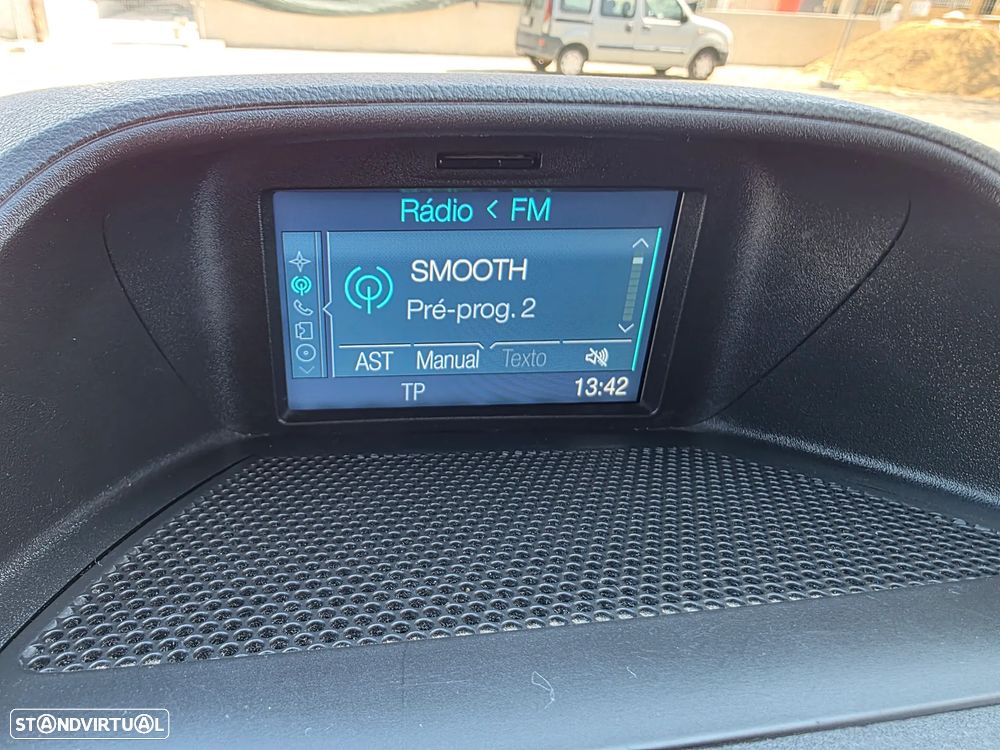 Rádio < FM
SMOOTH
Pré-prog. 2
AST Manual Texto
TP 13:42
STANDVIRTUAL